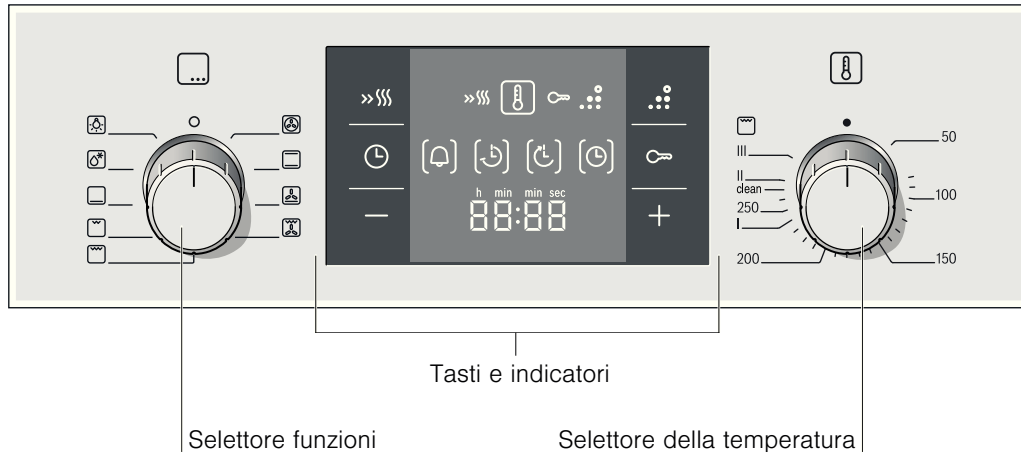 h min min sec
88:88
50
100
150
200
I
250
clean
II
III
Tasti e indicatori
Selettore funzioni
Selettore della temperatura